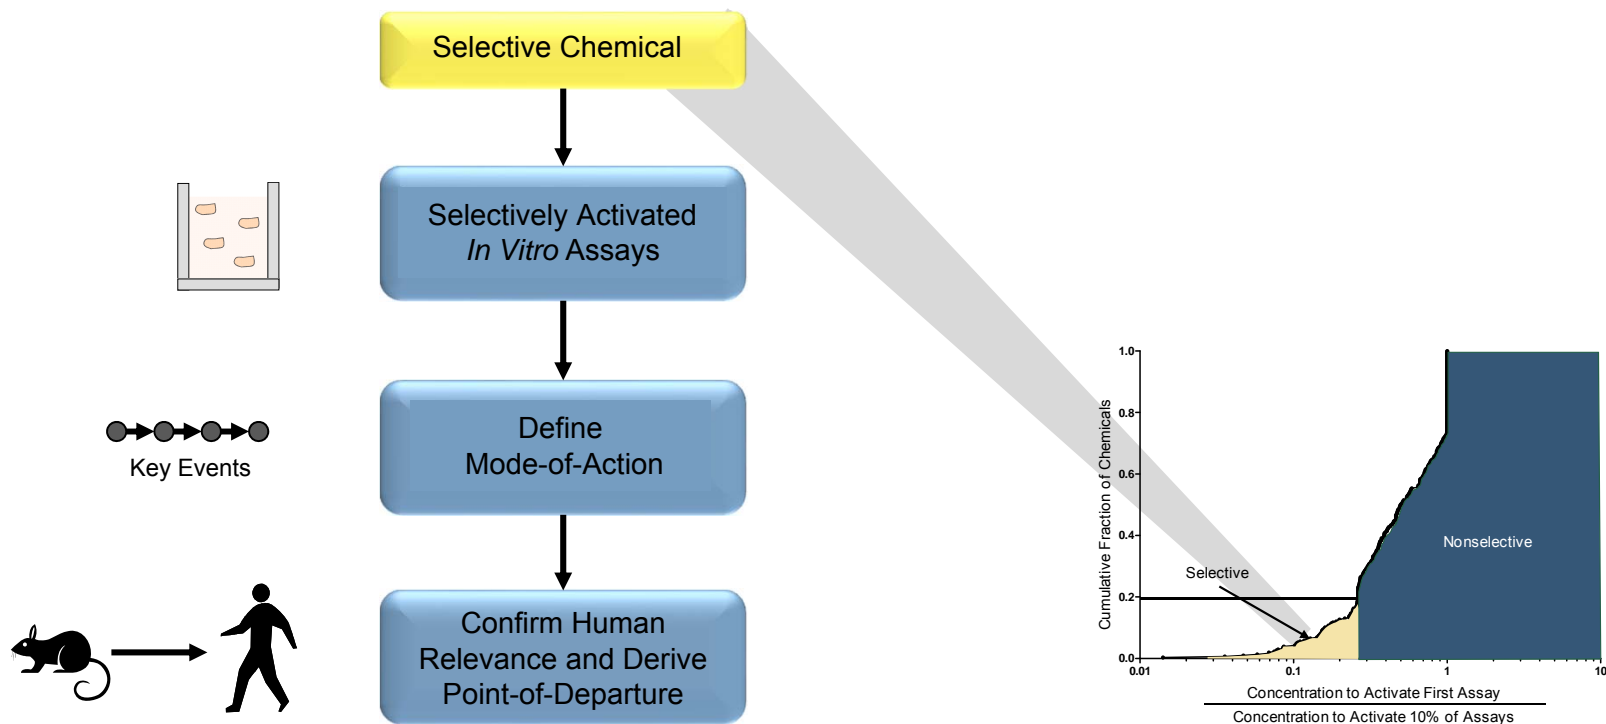 Selective Chemical
Selectively Activated
In Vitro Assays
Define
Mode-of-Action
Key Events
Confirm Human
Relevance and Derive
Point-of-Departure
Cumulative Fraction of Chemicals
1.0
0.8
0.6
0.4
0.2
0.0
Selective
Nonselective
0.01
0.1
1
10
Concentration to Activate First Assay
Concentration to Activate 10% of Assays